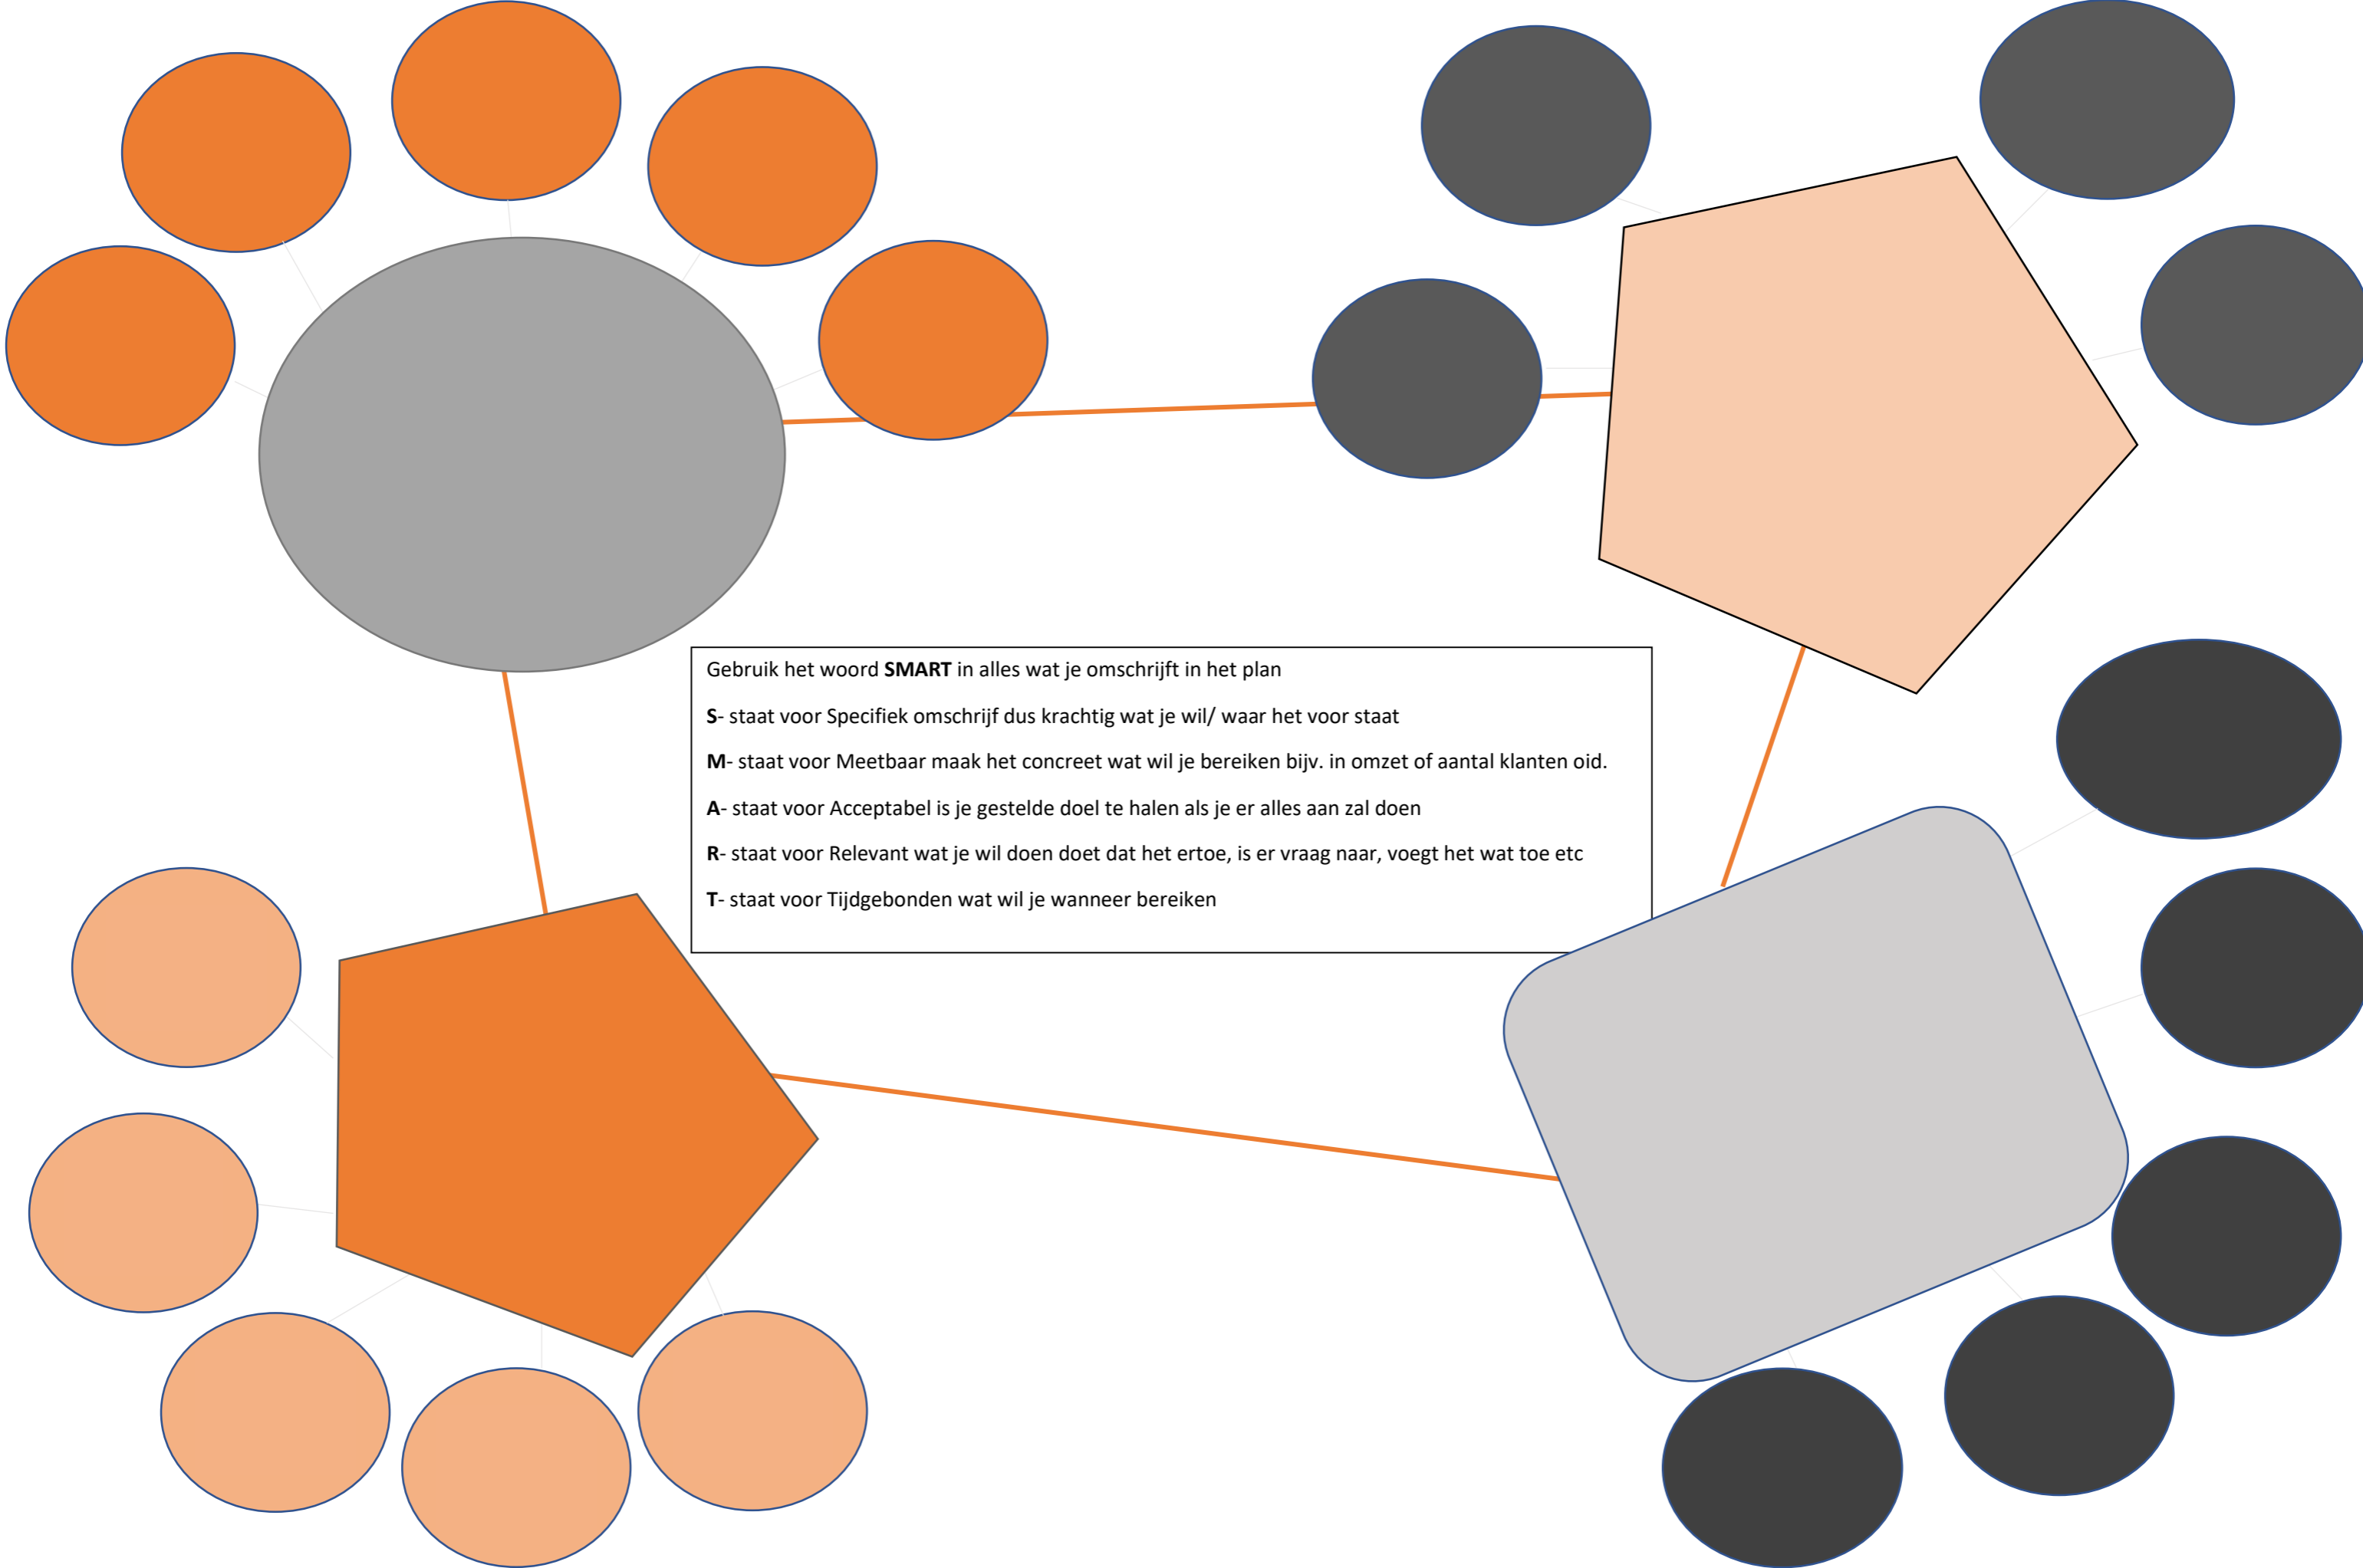 Gebruik het woord SMART in alles wat je omschrijft in het plan
S- staat voor Specifiek omschrijf dus krachtig wat je wil/ waar het voor staat
M- staat voor Meetbaar maak het concreet wat wil je bereiken bijv. in omzet of aantal klanten oid.
A- staat voor Acceptabel is je gestelde doel te halen als je er alles aan zal doen
R- staat voor Relevant wat je wil doen doet dat het ertoe, is er vraag naar, voegt het wat toe etc
T- staat voor Tijdgebonden wat wil je wanneer bereiken